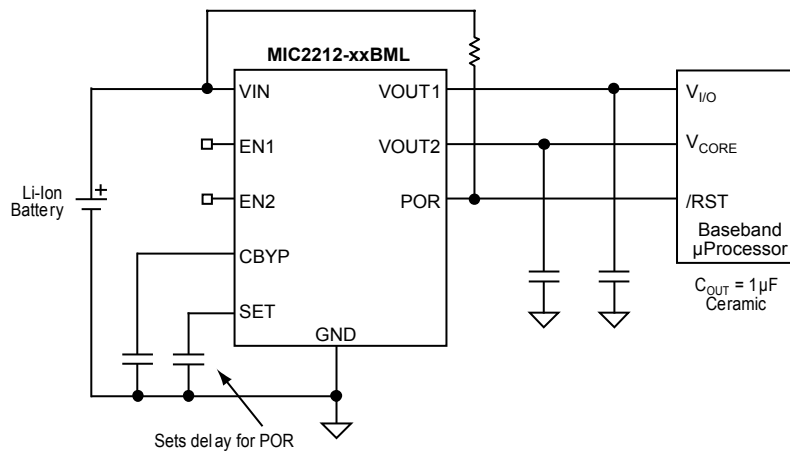 MIC2212-xxBML
VIN
VOUT1
V_I/O
EN1
VOUT2
V_CORE
EN2
POR
/RST
Li-Ion
Battery
+
Baseband
µProcessor
CBYP
C_OUT = 1µF
Ceramic
SET
GND
Sets delay for POR